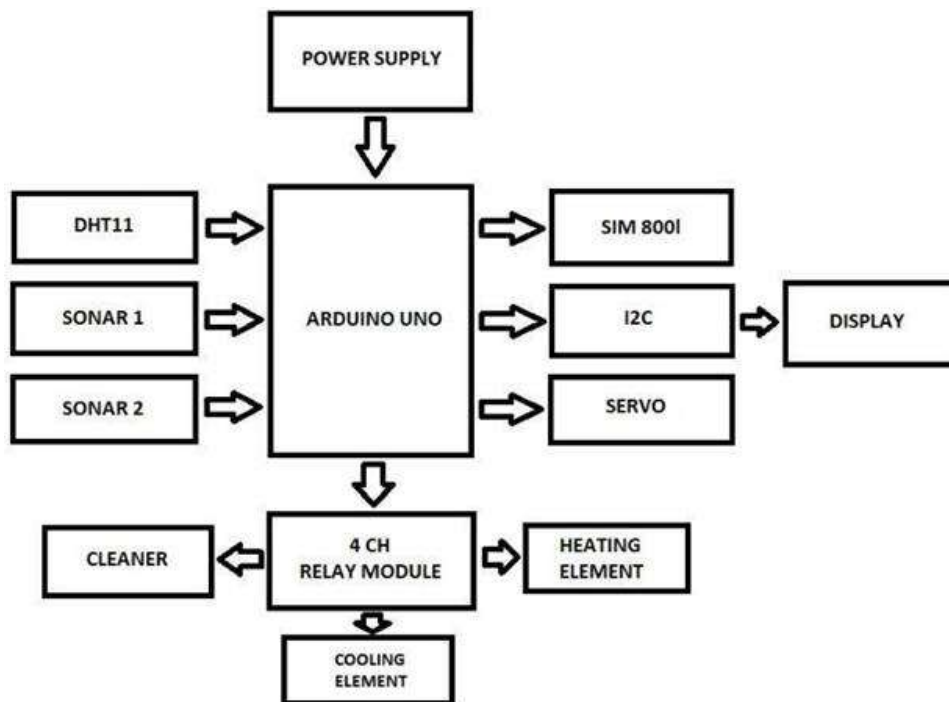 POWER SUPPLY
DHT11
SONAR 1
SONAR 2
ARDUINO UNO
SIM 800l
I2C
SERVO
DISPLAY
4 CH
RELAY MODULE
CLEANER
HEATING
ELEMENT
COOLING
ELEMENT